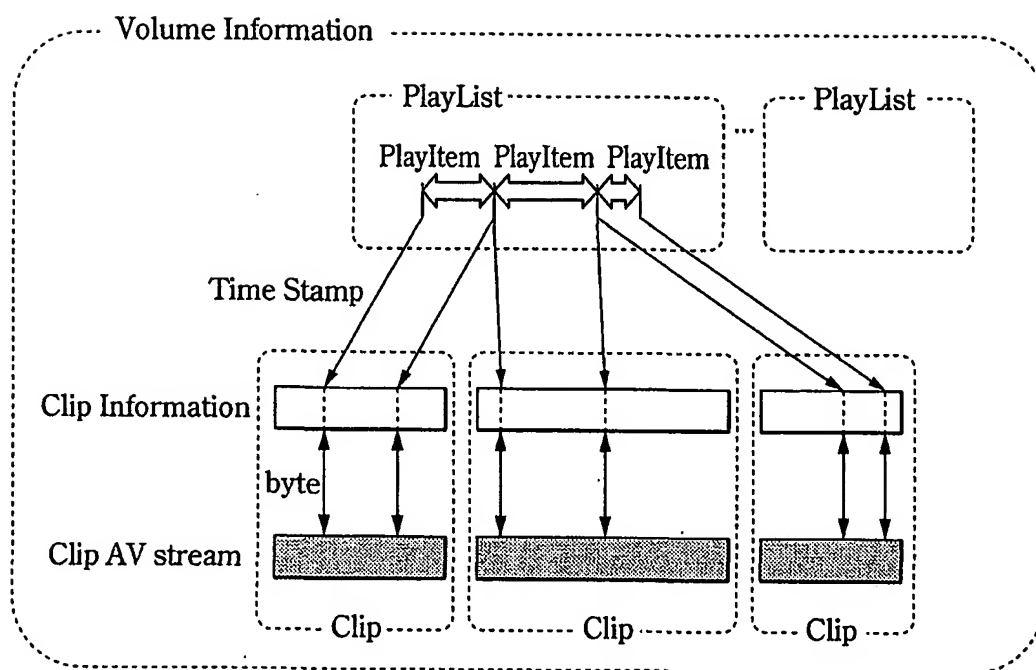 Volume Information
PlayList
PlayList
...
PlayItem PlayItem PlayItem
Time Stamp
Clip Information
byte
Clip AV stream
Clip
Clip
Clip